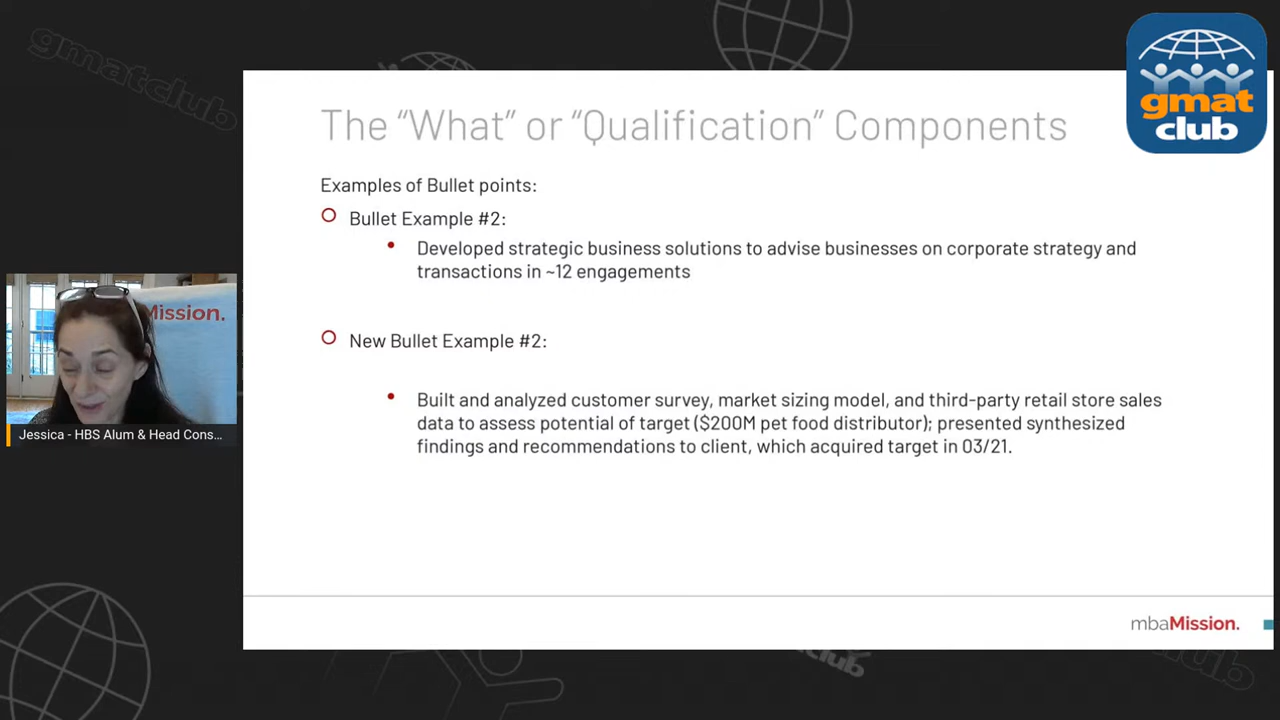 gmatclub
gmat
club
The “What” or “Qualification” Components
Examples of Bullet points:
Bullet Example #2:
Developed strategic business solutions to advise businesses on corporate strategy and
transactions in ~12 engagements
New Bullet Example #2:
Built and analyzed customer survey, market sizing model, and third-party retail store sales
data to assess potential of target ($200M pet food distributor); presented synthesized
findings and recommendations to client, which acquired target in 03/21.
Mission.
Jessica - HBS Alum & Head Cons...
mbaMission.
club